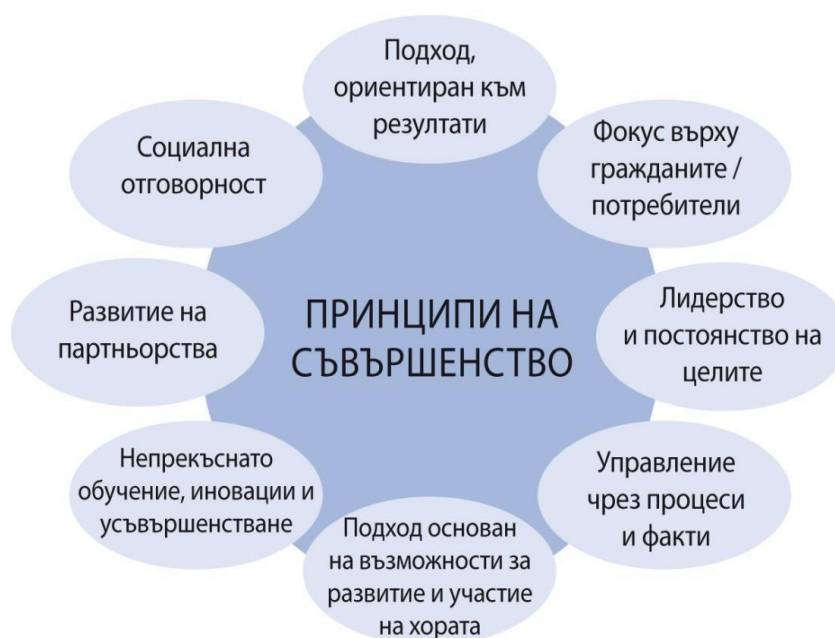 Подход,
ориентиран към
резултати
Фокус върху
гражданите /
потребители
Лидерство
и постоянство на
целите
Управление
чрез процеси
и факти
Подход основан
на възможности за
развитие и участие
на хората
Непрекъснато
обучение, иновации и
усъвършенстване
Развитие на
партньорства
Социална
отговорност
ПРИНЦИПИ НА
СЪВЪРШЕНСТВО